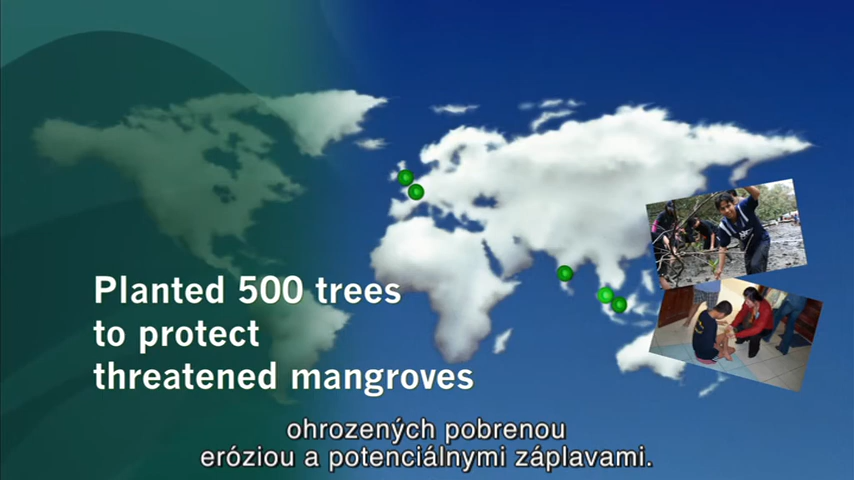 Planted 500 trees
to protect
threatened mangroves
ohrozených pobrenou
eróziou a potenciálnymi záplavami.